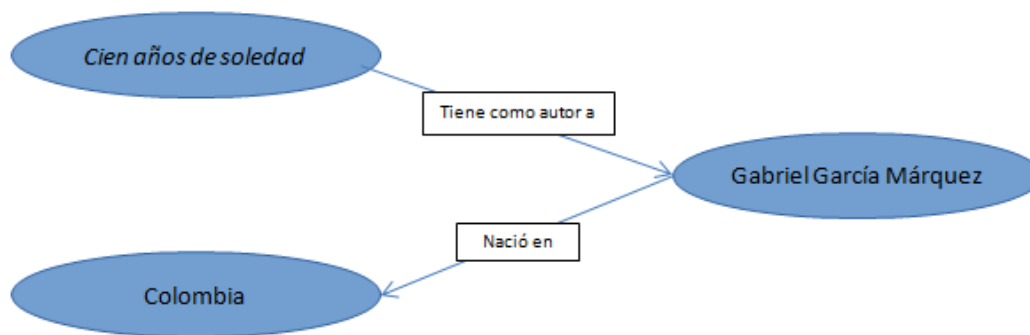 Cien años de soledad
Tiene como autor a
Gabriel García Márquez
Nació en
Colombia